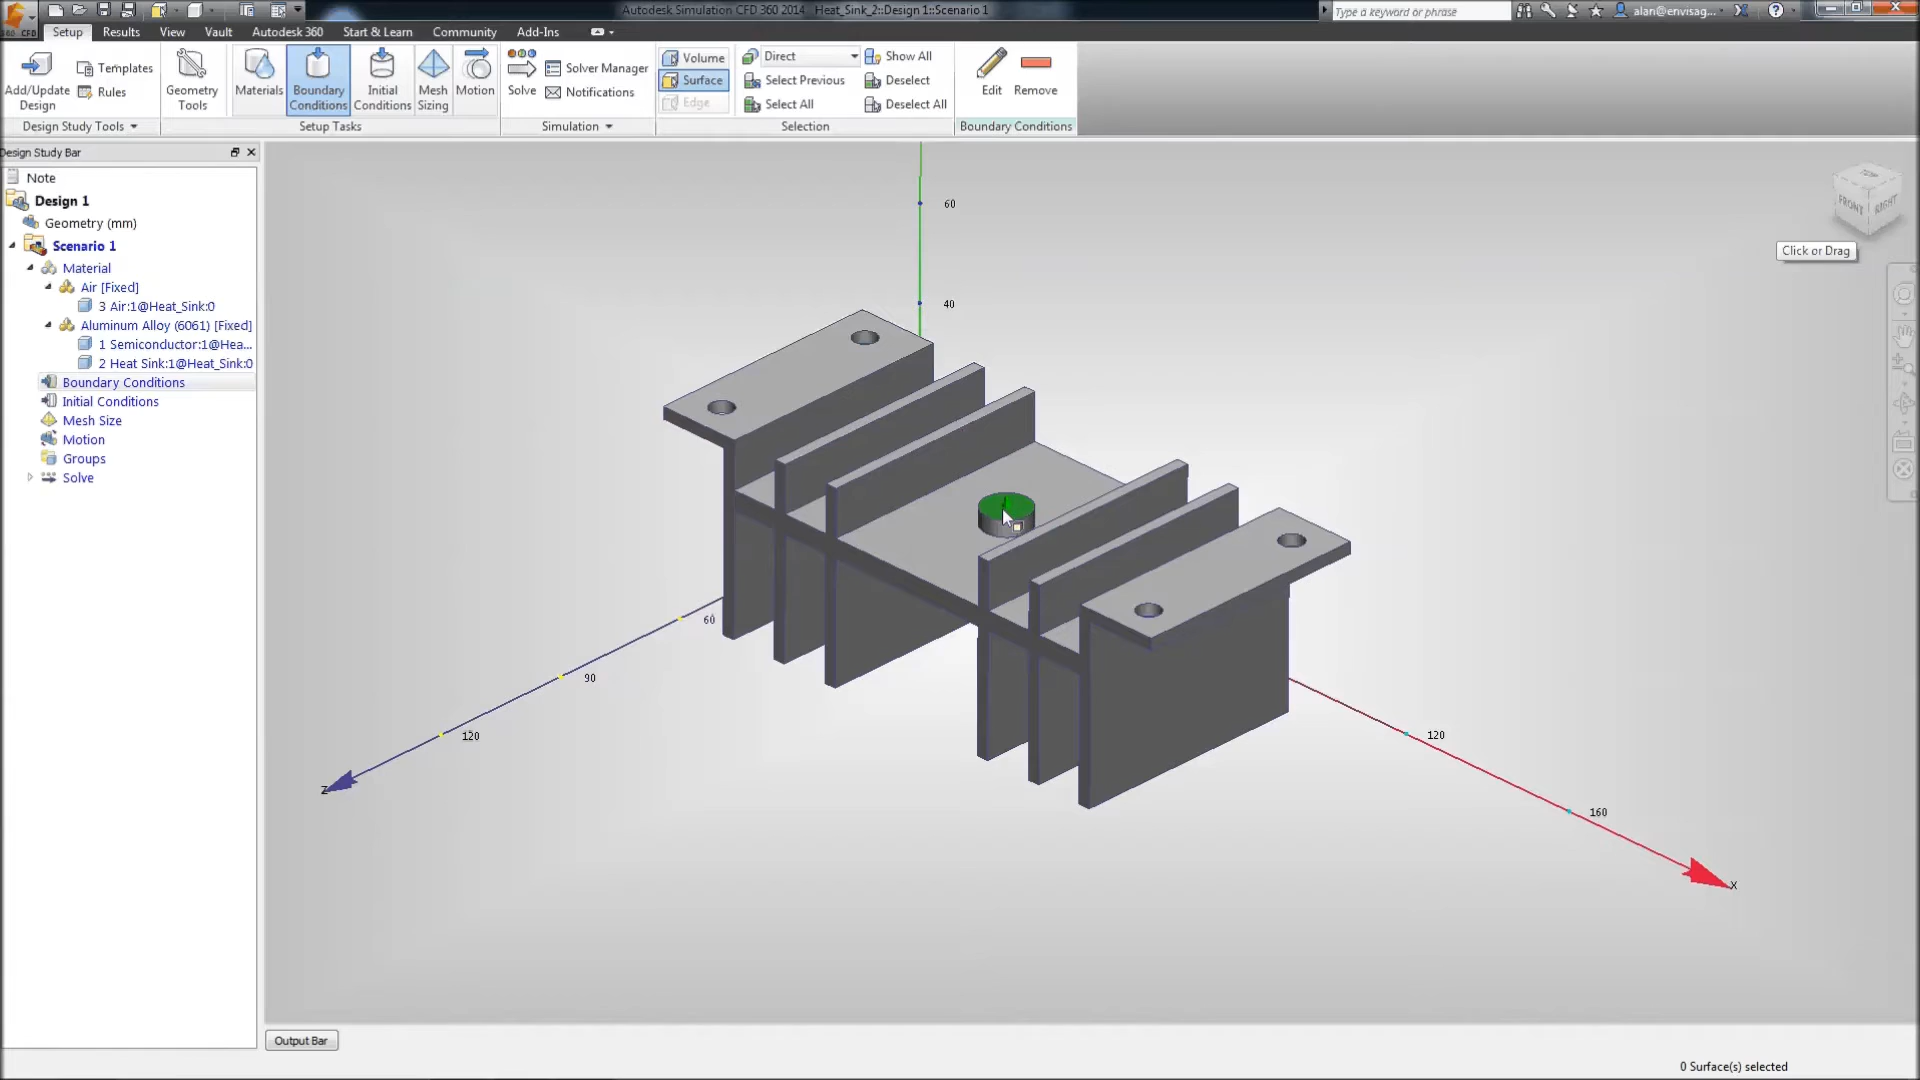 Autodesk Simulation CFD 360 2014 Heat_Sink_2::Design 1::Scenario 1
Type a keyword or phrase
alan@envisag...
360 CFD
Setup Results View Vault Autodesk 360 Start & Learn Community Add-Ins
Add/Update Design
Templates
Rules
Geometry Tools
Materials
Boundary Conditions
Initial Conditions
Mesh Sizing
Motion
Solve
Solver Manager
Notifications
Volume
Surface
Edge
Direct
Select Previous
Select All
Show All
Deselect
Deselect All
Edit
Remove
Design Study Tools
Setup Tasks
Simulation
Selection
Boundary Conditions
Design Study Bar
Note
Design 1
Geometry (mm)
Scenario 1
Material
Air [Fixed]
3 Air:1@Heat_Sink:0
Aluminum Alloy (6061) [Fixed]
1 Semiconductor:1@Hea...
2 Heat Sink:1@Heat_Sink:0
Boundary Conditions
Initial Conditions
Mesh Size
Motion
Groups
Solve
60
40
FRONT RIGHT
Click or Drag
60
90
120
Z
120
160
X
Output Bar
0 Surface(s) selected